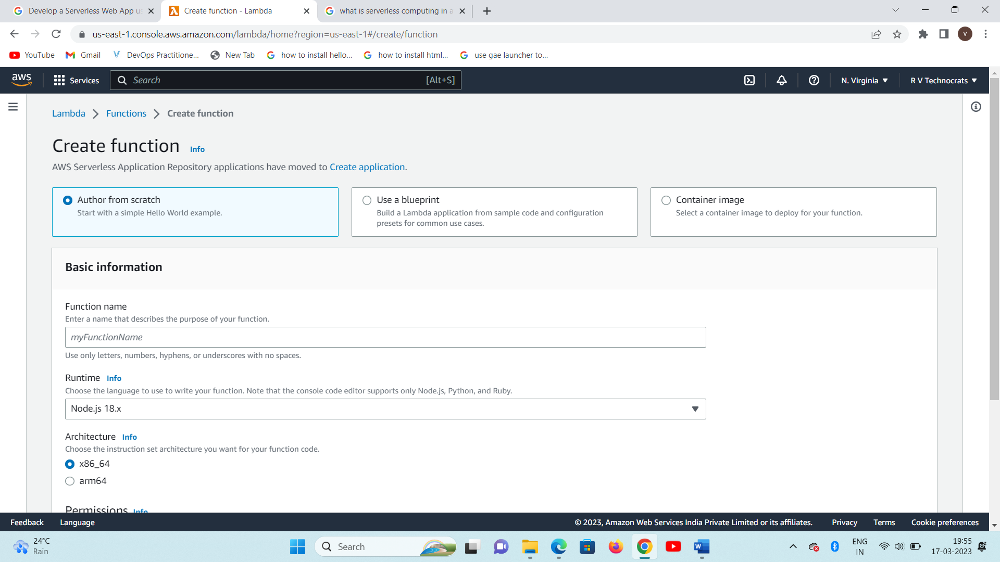 Develop a Serverless Web App us
Create function - Lambda
what is serverless computing in a
us-east-1.console.aws.amazon.com/lambda/home?region=us-east-1#/create/function
V
YouTube
Gmail
DevOps Practitione...
New Tab
how to install hello...
how to install html...
use gae launcher to...
aws
Services
Search
[Alt+S]
N. Virginia
R V Technocrats
Lambda
Functions
Create function
Create function Info
AWS Serverless Application Repository applications have moved to Create application.
Author from scratch
Start with a simple Hello World example.
Use a blueprint
Build a Lambda application from sample code and configuration
presets for common use cases.
Container image
Select a container image to deploy for your function.
Basic information
Function name
Enter a name that describes the purpose of your function.
myFunctionName
Use only letters, numbers, hyphens, or underscores with no spaces.
Runtime Info
Choose the language to use to write your function. Note that the console code editor supports only Node.js, Python, and Ruby.
Node.js 18.x
Architecture Info
Choose the instruction set architecture you want for your function code.
x86_64
arm64
Permissions Info
Feedback
Language
© 2023, Amazon Web Services India Private Limited or its affiliates.
Privacy
Terms
Cookie preferences
24°C
Rain
Search
ENG
IN
19:55
17-03-2023